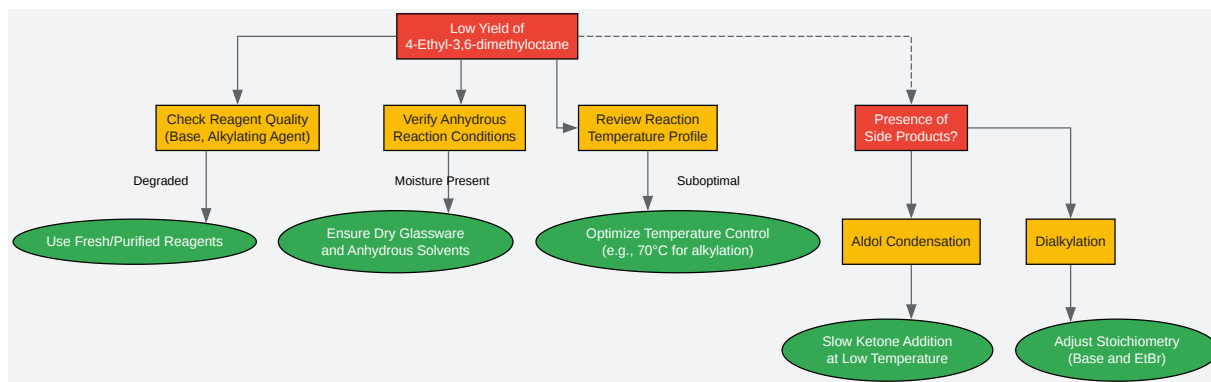 Low Yield of
4-Ethyl-3,6-dimethyloctane
Check Reagent Quality
(Base, Alkylating Agent)
Verify Anhydrous
Reaction Conditions
Review Reaction
Temperature Profile
Presence of
Side Products?
Degraded
Moisture Present
Suboptimal
Use Fresh/Purified Reagents
Ensure Dry Glassware
and Anhydrous Solvents
Optimize Temperature Control
(e.g., 70°C for alkylation)
Aldol Condensation
Dialkylation
Slow Ketone Addition
at Low Temperature
Adjust Stoichiometry
(Base and EtBr)